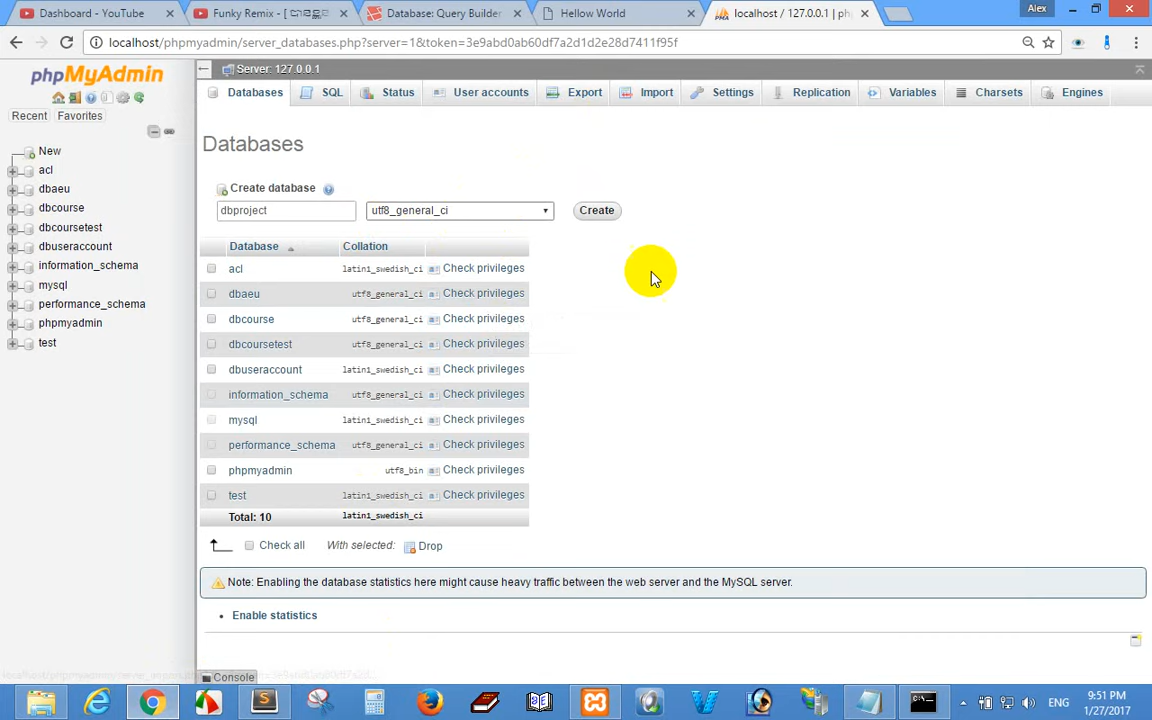 Dashboard - YouTube
Funky Remix - [
Database: Query Builder
Hellow World
localhost / 127.0.0.1 | ph
Alex
localhost/phpmyadmin/server_databases.php?server=1&token=3e9abd0ab60df7a2d1d2e28d7411f95f
phpMyAdmin
Recent Favorites
New
acl
dbaeu
dbcourse
dbcoursetest
dbuseraccount
information_schema
mysql
performance_schema
phpmyadmin
test
Server: 127.0.0.1
Databases SQL Status User accounts Export Import Settings Replication Variables Charsets Engines
Databases
Create database
dbproject utf8_general_ci Create
Database Collation
acl latin1_swedish_ci Check privileges
dbaeu utf8_general_ci Check privileges
dbcourse utf8_general_ci Check privileges
dbcoursetest utf8_general_ci Check privileges
dbuseraccount latin1_swedish_ci Check privileges
information_schema utf8_general_ci Check privileges
mysql latin1_swedish_ci Check privileges
performance_schema utf8_general_ci Check privileges
phpmyadmin utf8_bin Check privileges
test latin1_swedish_ci Check privileges
Total: 10 latin1_swedish_ci
Check all With selected: Drop
Note: Enabling the database statistics here might cause heavy traffic between the web server and the MySQL server.
Enable statistics
Console
ENG
9:51 PM
1/27/2017